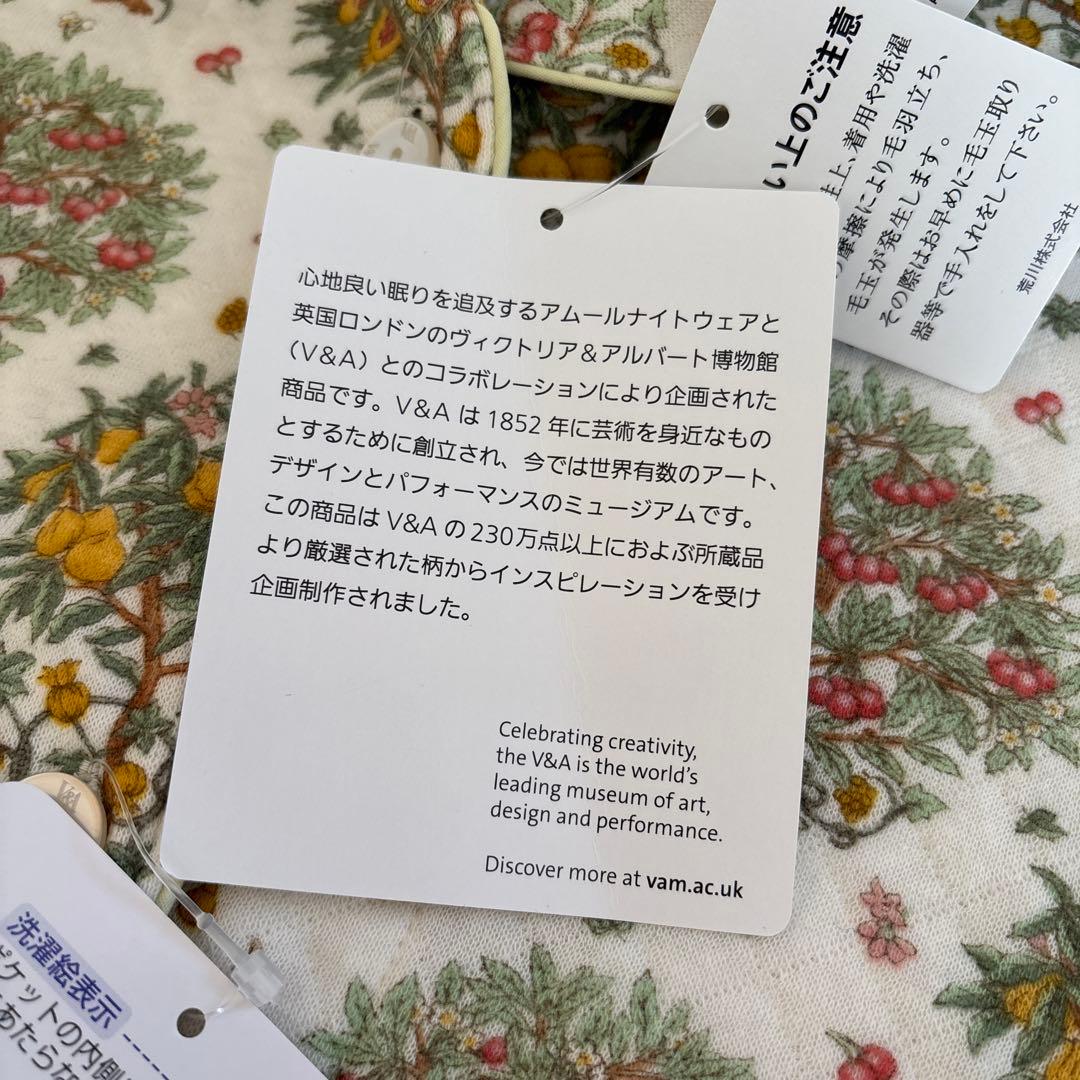 い上のご注意
生上、着用や洗濯
摩擦により毛羽立ち、
毛玉が発生します。
その際はお早めに毛玉取り
器等で手入れをして下さい。
荒川株式会社
心地良い眠りを追及するアムールナイトウェアと
英国ロンドンのヴィクトリア&アルバート博物館
（V&A）とのコラボレーションにより企画された
商品です。V&A は 1852 年に芸術を身近なもの
とするために創立され、今では世界有数のアート、
デザインとパフォーマンスのミュージアムです。
この商品は V&A の 230万点以上におよぶ所蔵品
より厳選された柄からインスピレーションを受け
企画制作されました。
Celebrating creativity,
the V&A is the world's
leading museum of art,
design and performance.
Discover more at vam.ac.uk
V&A
洗濯絵表示
ポケットの内側
あたらな